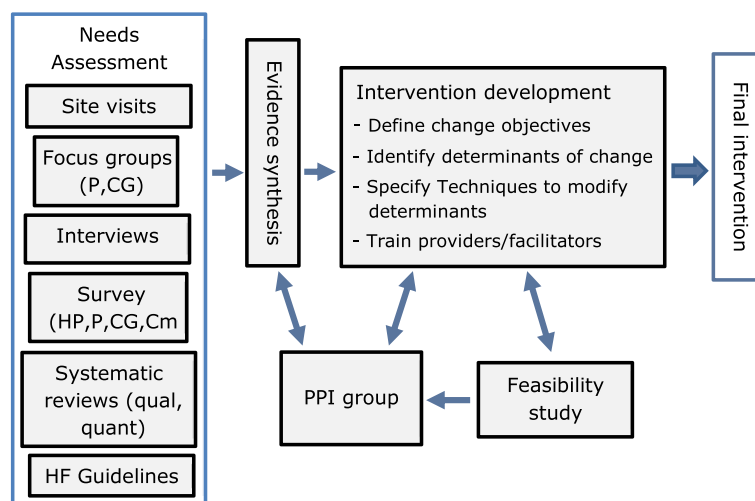 Needs
Assessment
Site visits
Focus groups
(P,CG)
Interviews
Survey
(HP,P,CG,Cm
Systematic
reviews (qual,
quant)
HF Guidelines
Evidence synthesis
Intervention development
- Define change objectives
- Identify determinants of change
- Specify Techniques to modify
determinants
- Train providers/facilitators
Final intervention
PPI group
Feasibility
study